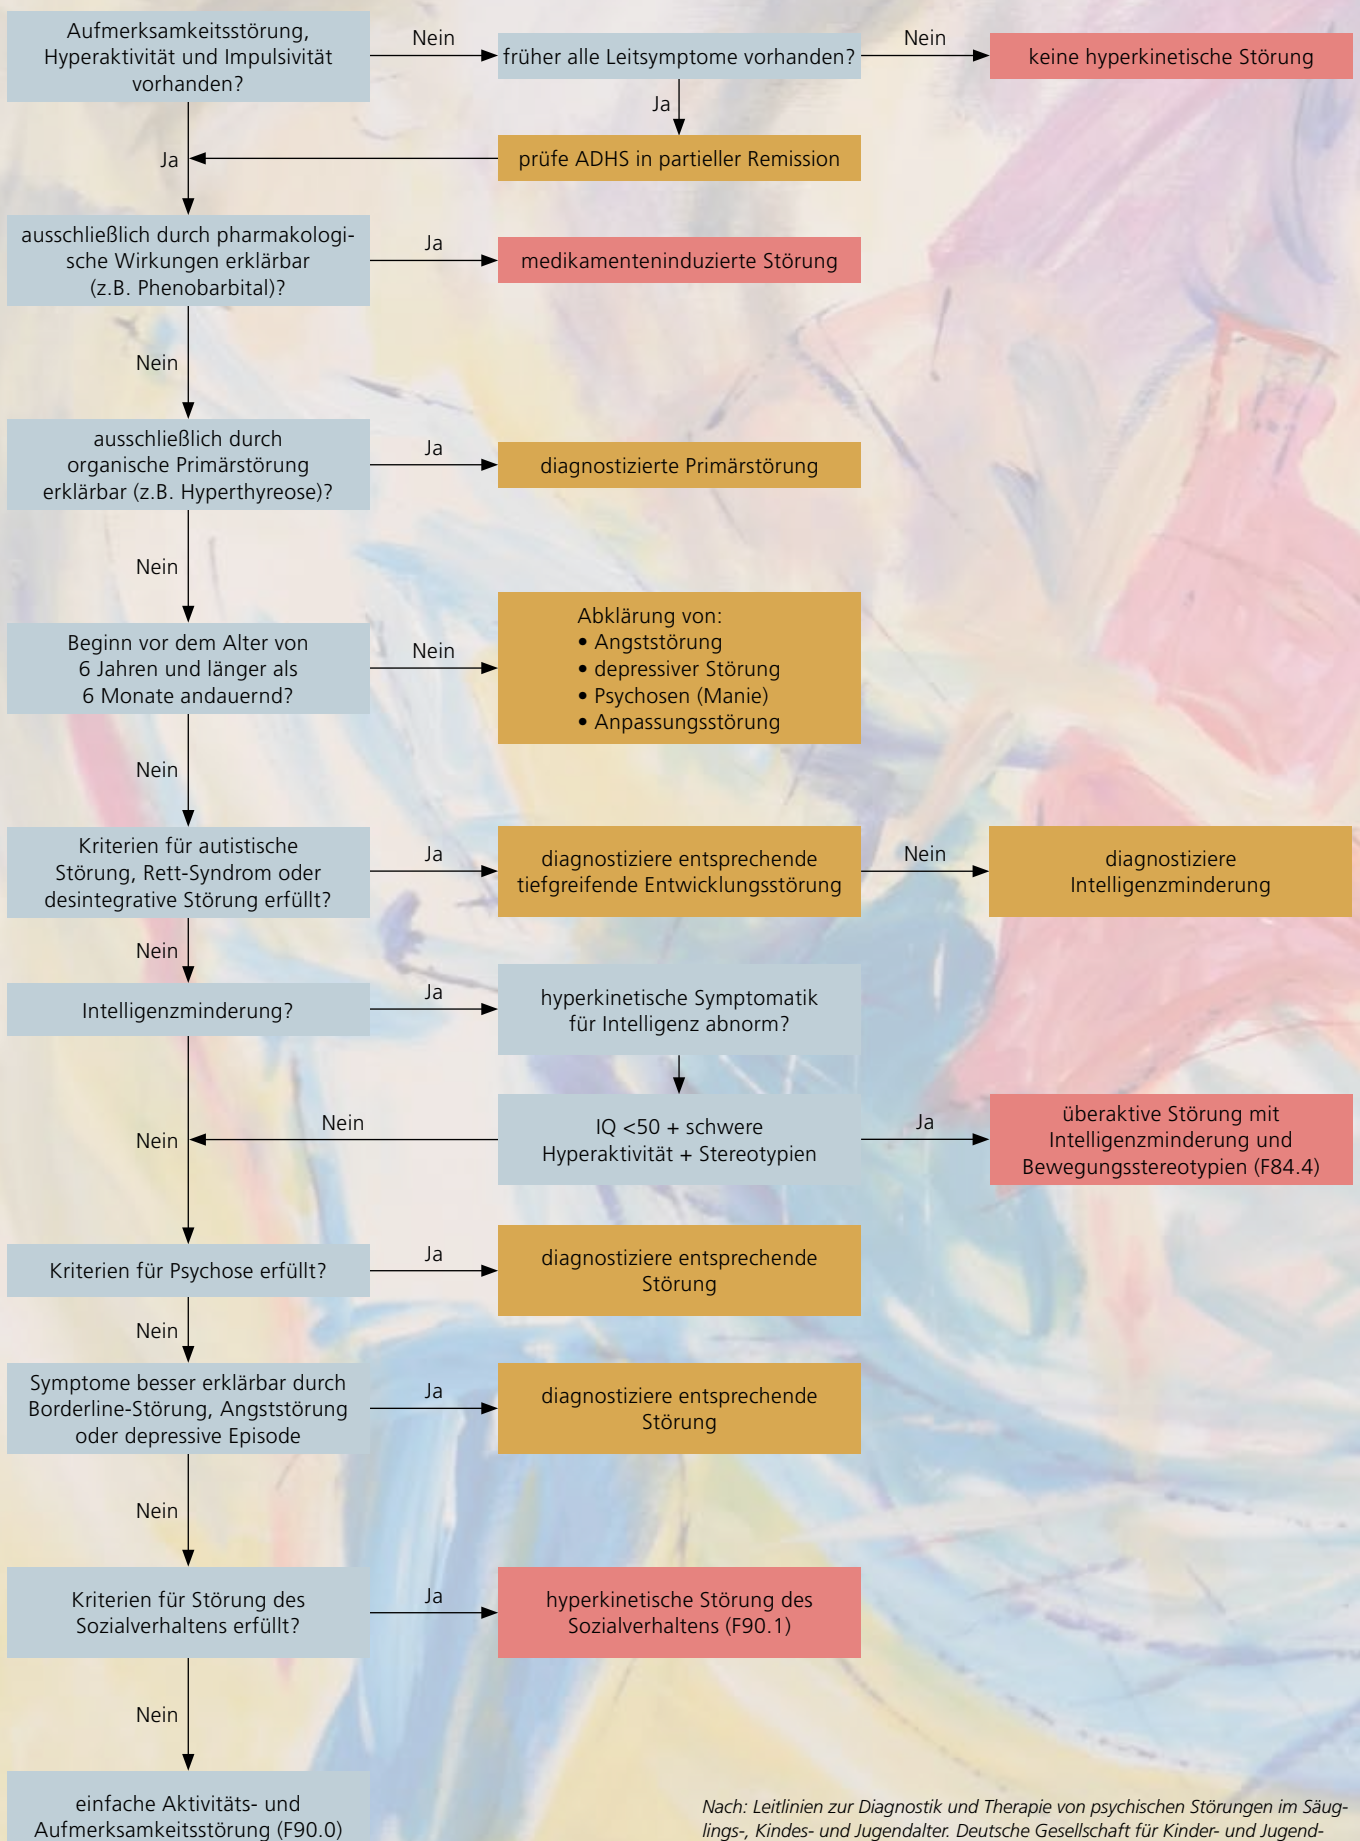 Aufmerksamkeitsstörung,
Hyperaktivität und Impulsivität
vorhanden?
Nein
früher alle Leitsymptome vorhanden?
Nein
keine hyperkinetische Störung
Ja
prüfe ADHS in partieller Remission
Ja
ausschließlich durch pharmakologi-
sche Wirkungen erklärbar
(z.B. Phenobarbital)?
Ja
medikamenteninduzierte Störung
Nein
ausschließlich durch
organische Primärstörung
erklärbar (z.B. Hyperthyreose)?
Ja
diagnostizierte Primärstörung
Nein
Beginn vor dem Alter von
6 Jahren und länger als
6 Monate andauernd?
Nein
Abklärung von:
• Angststörung
• depressiver Störung
• Psychosen (Manie)
• Anpassungsstörung
Nein
Kriterien für autistische
Störung, Rett-Syndrom oder
desintegrative Störung erfüllt?
Ja
diagnostiziere entsprechende
tiefgreifende Entwicklungsstörung
Nein
diagnostiziere
Intelligenzminderung
Nein
Intelligenzminderung?
Ja
hyperkinetische Symptomatik
für Intelligenz abnorm?
Nein
Nein
IQ <50 + schwere
Hyperaktivität + Stereotypien
Ja
überaktive Störung mit
Intelligenzminderung und
Bewegungsstereotypien (F84.4)
Kriterien für Psychose erfüllt?
Ja
diagnostiziere entsprechende
Störung
Nein
Symptome besser erklärbar durch
Borderline-Störung, Angststörung
oder depressive Episode
Ja
diagnostiziere entsprechende
Störung
Nein
Kriterien für Störung des
Sozialverhaltens erfüllt?
Ja
hyperkinetische Störung des
Sozialverhaltens (F90.1)
Nein
einfache Aktivitäts- und
Aufmerksamkeitsstörung (F90.0)
Nach: Leitlinien zur Diagnostik und Therapie von psychischen Störungen im Säug-
lings-, Kindes- und Jugendalter. Deutsche Gesellschaft für Kinder- und Jugend-